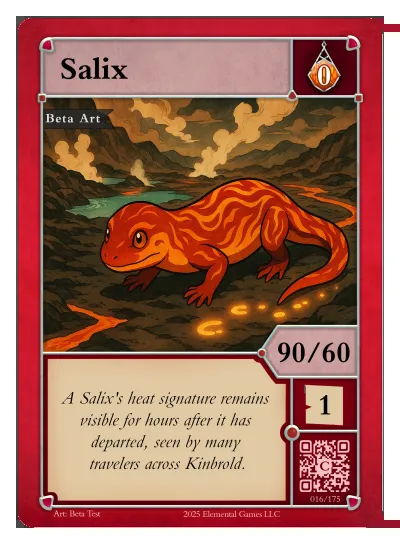 Salix
0
Beta Art
90/60
A Salix's heat signature remains
visible for hours after it has
departed, seen by many
travelers across Kinbrold.
1
C
016/175
Art: Beta Test
2025 Elemental Games LLC